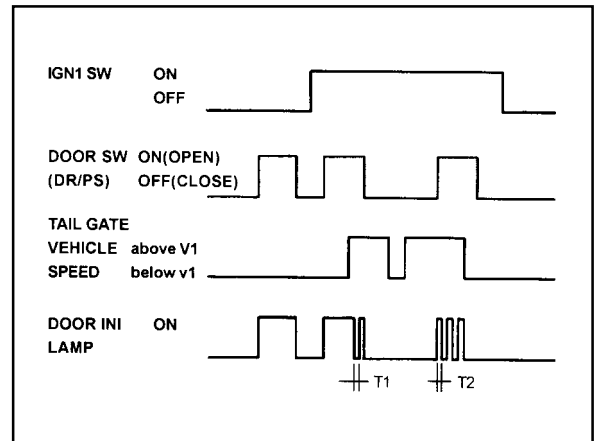 IGN1 SW ON
OFF
DOOR SW ON(OPEN)
(DR/PS) OFF(CLOSE)
TAIL GATE
VEHICLE above V1
SPEED below v1
DOOR INI ON
LAMP
T1 T2